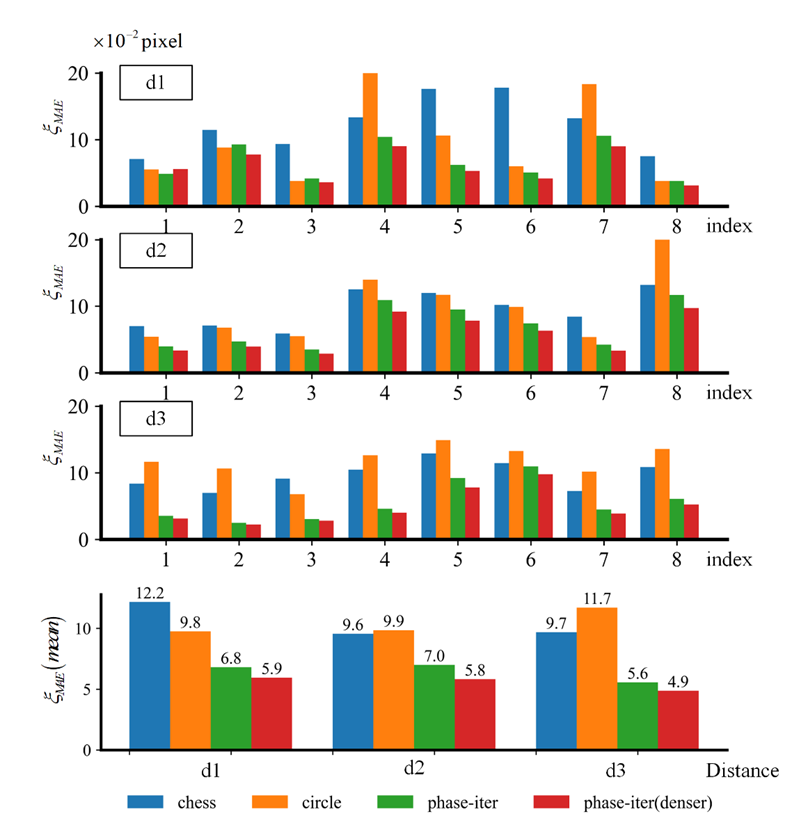 ×10⁻² pixel
20
d1
ξMAE
10
0
1 2 3 4 5 6 7 8 index
20
d2
ξMAE
10
0
1 2 3 4 5 6 7 8 index
20
d3
ξMAE
10
0
1 2 3 4 5 6 7 8 index
ξMAE(mean)
12.2 9.8 6.8 5.9 9.6 9.9 7.0 5.8 9.7 11.7 5.6 4.9
10
5
0
d1 d2 d3 Distance
chess circle phase-iter phase-iter(denser)